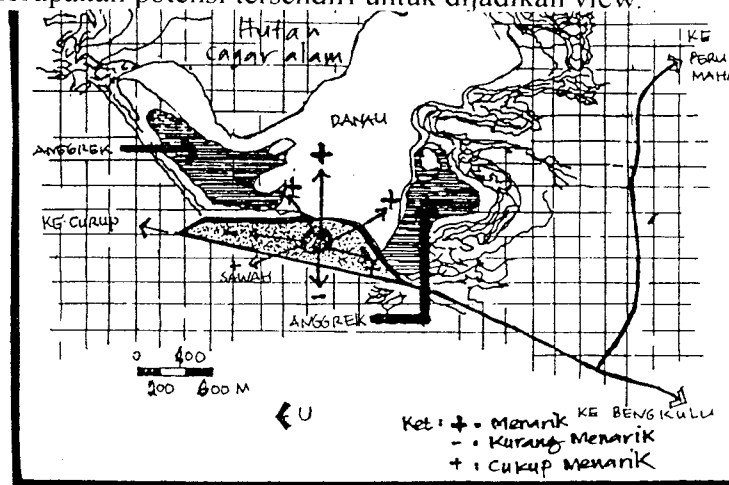 merupakan potensi tersendiri untuk dijadikan view.
Hutan
Cagar alam
KE
PERU
MAHA
DANAU
ANGGREK
KE CURUP
SAWAH
ANGGREK
0 400
200 600 M
U
KE BENGKULU
Ket: + • Menarik
- • Kurang Menarik
+ : Cukup Menarik